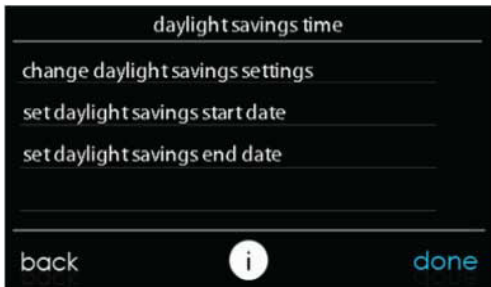 daylight savings time
change daylight savings settings
set daylight savings start date
set daylight savings end date
back i done